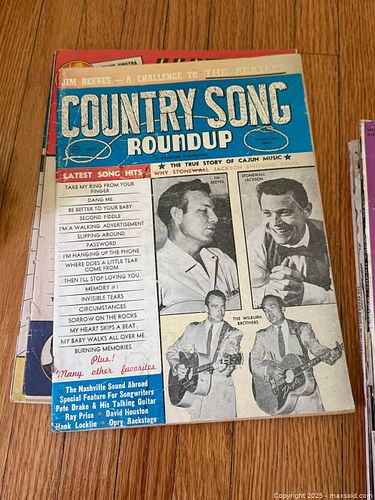 JIM REEVES — A CHALLENGE TO THE BEATLES
COUNTRY SONG
ROUNDUP
★ THE TRUE STORY OF CAJUN MUSIC ★
LATEST SONG HITS
WHY STONEWALL JACKSON
TAKE MY RING FROM YOUR
FINGER
DANG ME
BE BETTER TO YOUR BABY
SECOND FIDDLE
I'M A WALKING ADVERTISEMENT
SLIPPING AROUND
PASSWORD
I'M HANGING UP THE PHONE
WHERE DOES A LITTLE TEAR
COME FROM
THEN I'LL STOP LOVING YOU
MEMORY #1
INVISIBLE TEARS
CIRCUMSTANCES
SORROW ON THE ROCKS
MY HEART SKIPS A BEAT
MY BABY WALKS ALL OVER ME
BURNING MEMORIES
Plus!
Many other favorites
The Nashville Sound Abroad
Special Feature For Songwriters
Pete Drake & His Talking Guitar
Ray Price • David Houston
Hank Locklin • Opry Backstage
JIM
REEVES
STONEWALL
JACKSON
THE WILBURN
BROTHERS
Copyright © 2025 - maxsold.com